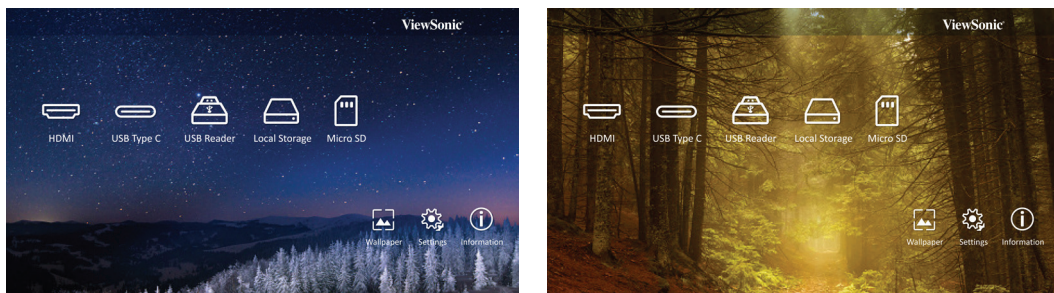 ViewSonic
HDMI USB Type C USB Reader Local Storage Micro SD
Wallpaper Settings Information
ViewSonic
HDMI USB Type C USB Reader Local Storage Micro SD
Wallpaper Settings Information